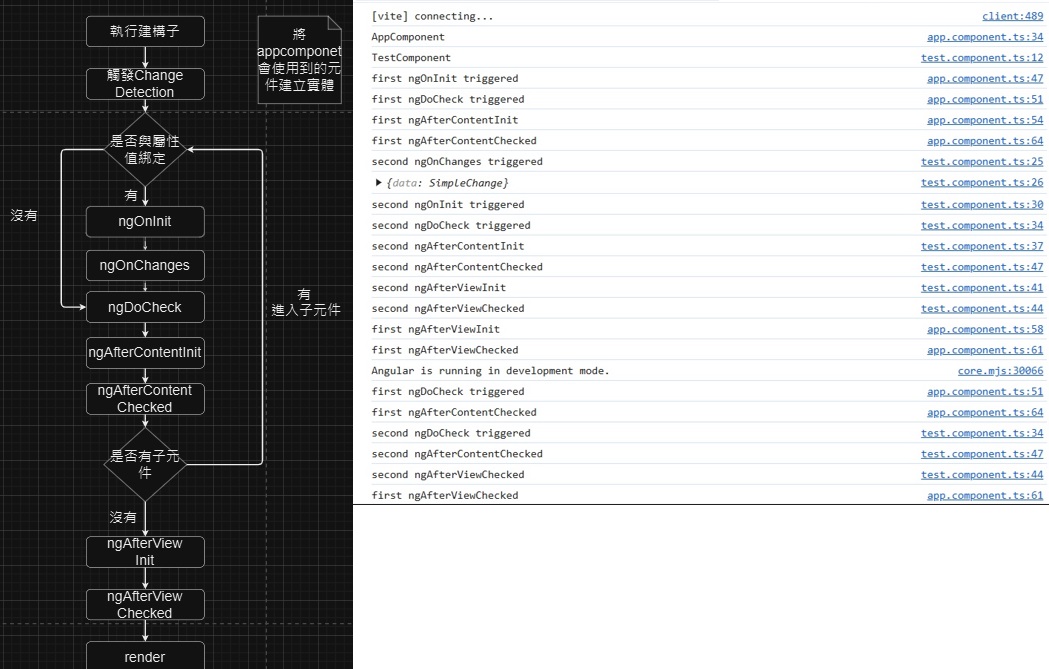 執行建構子
觸發Change
Detection
將
appcomponet
會使用到的元
件建立實體
是否與屬性
值綁定
有
沒有
ngOnInit
ngOnChanges
ngDoCheck
有
進入子元件
ngAfterContentInit
ngAfterContent
Checked
是否有子元
件
沒有
ngAfterView
Init
ngAfterView
Checked
render
[vite] connecting... client:489
AppComponent app.component.ts:34
TestComponent test.component.ts:12
first ngOnInit triggered app.component.ts:47
first ngDoCheck triggered app.component.ts:51
first ngAfterContentInit app.component.ts:54
first ngAfterContentChecked app.component.ts:64
second ngOnChanges triggered test.component.ts:25
{data: SimpleChange} test.component.ts:26
second ngOnInit triggered test.component.ts:30
second ngDoCheck triggered test.component.ts:34
second ngAfterContentInit test.component.ts:37
second ngAfterContentChecked test.component.ts:47
second ngAfterViewInit test.component.ts:41
second ngAfterViewChecked test.component.ts:44
first ngAfterViewInit app.component.ts:58
first ngAfterViewChecked app.component.ts:61
Angular is running in development mode. core.mjs:30066
first ngDoCheck triggered app.component.ts:51
first ngAfterContentChecked app.component.ts:64
second ngDoCheck triggered test.component.ts:34
second ngAfterContentChecked test.component.ts:47
second ngAfterViewChecked test.component.ts:44
first ngAfterViewChecked app.component.ts:61